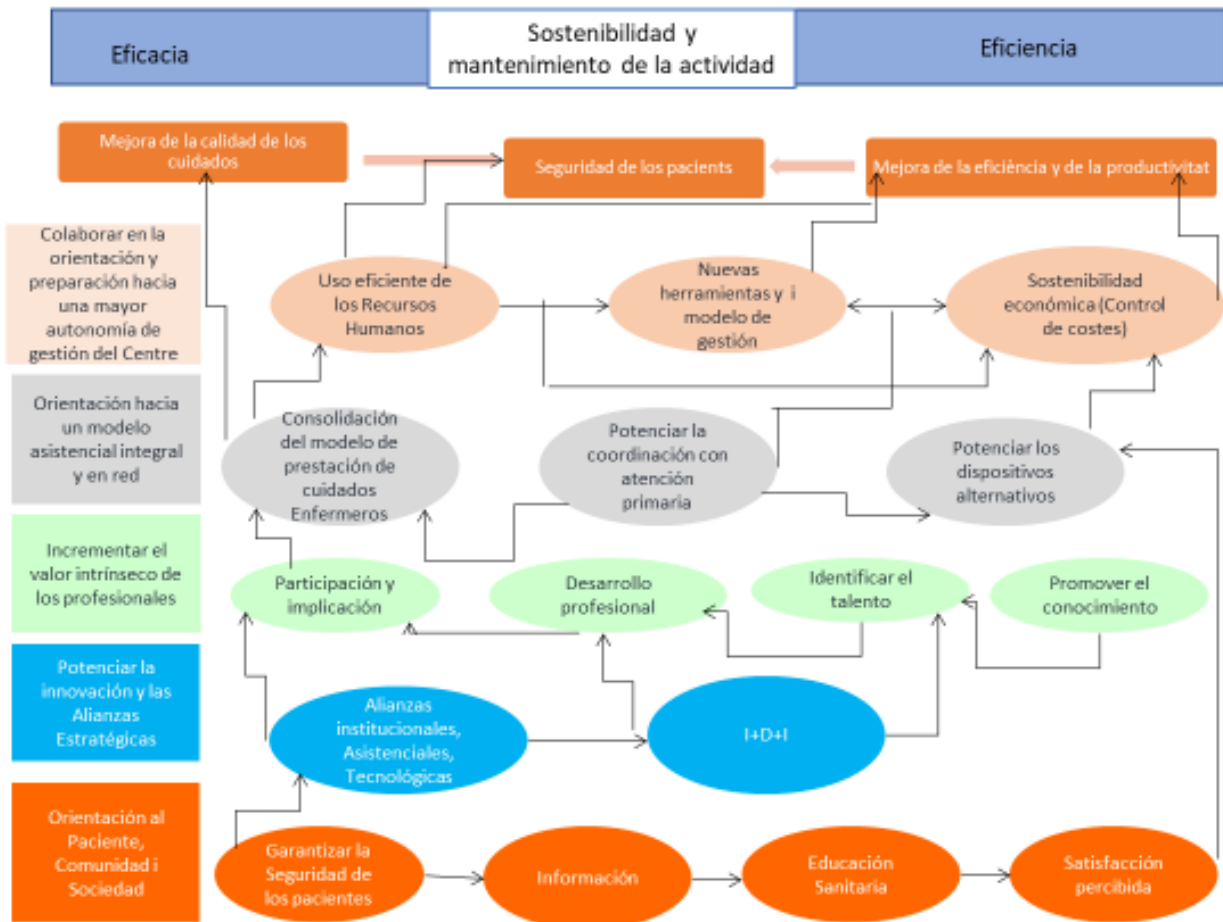 Eficacia
Sostenibilidad y
mantenimiento de la actividad
Eficiencia
Mejora de la calidad de los
cuidados
Seguridad de los pacients
Mejora de la eficiència y de la productivitat
Colaborar en la
orientación y
preparación hacia
una mayor
autonomía de
gestión del Centre
Uso eficiente de
los Recursos
Humanos
Nuevas
herramientas y i
modelo de
gestión
Sostenibilidad
económica (Control
de costes)
Orientación hacia
un modelo
asistencial integral
y en red
Consolidación
del modelo de
prestación de
cuidados
Enfermeros
Potenciar la
coordinación con
atención
primaria
Potenciar los
dispositivos
alternativos
Incrementar el
valor intrínseco de
los profesionales
Participación y
implicación
Desarrollo
profesional
Identificar el
talento
Promover el
conocimiento
Potenciar la
innovación y las
Alianzas
Estratégicas
Alianzas
institucionales,
Asistenciales,
Tecnológicas
I+D+I
Orientación al
Paciente,
Comunidad i
Sociedad
Garantizar la
Seguridad de
los pacientes
Información
Educación
Sanitaria
Satisfacción
percibida